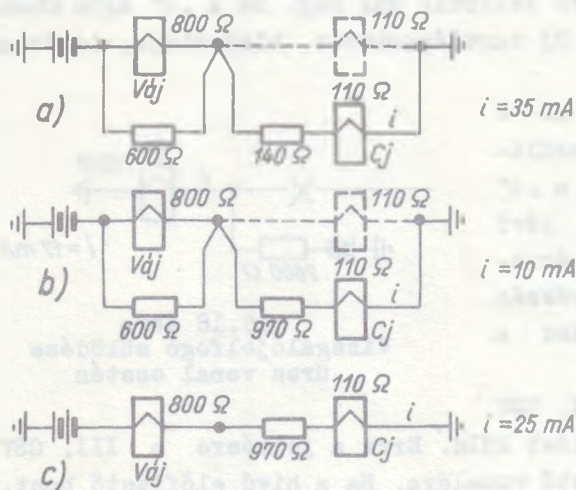 800 Ω
110 Ω
Váj
110 Ω
a)
i
i = 35 mA
600 Ω
140 Ω
Cj
800 Ω
110 Ω
Váj
110 Ω
b)
i
i = 10 mA
600 Ω
970 Ω
Cj
800 Ω
110 Ω
i
i = 25 mA
Váj
970 Ω
Cj
c)